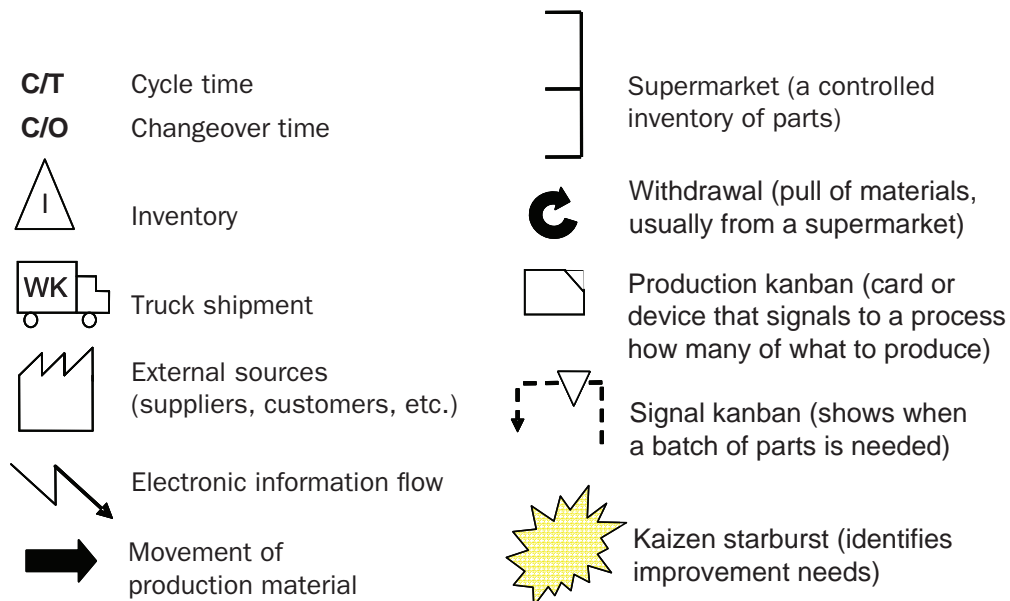 C/T Cycle time
C/O Changeover time
I
Inventory
WK
Truck shipment
External sources
(suppliers, customers, etc.)
Electronic information flow
Movement of
production material
Supermarket (a controlled
inventory of parts)
Withdrawal (pull of materials,
usually from a supermarket)
Production kanban (card or
device that signals to a process
how many of what to produce)
Signal kanban (shows when
a batch of parts is needed)
Kaizen starburst (identifies
improvement needs)